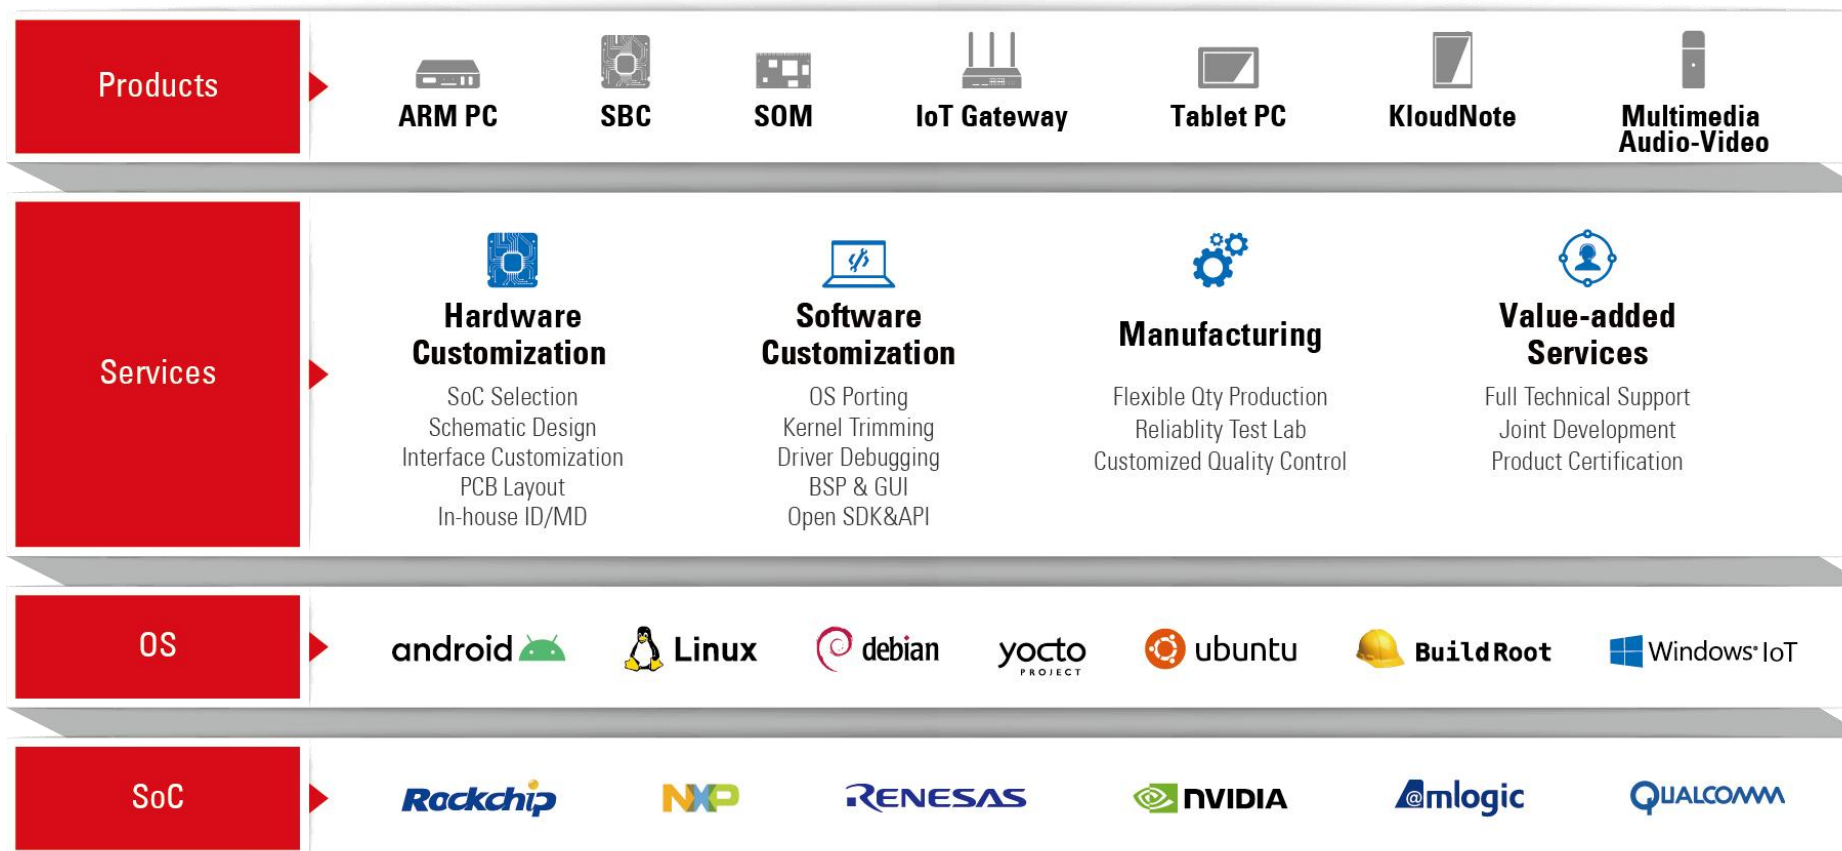 Products
ARM PC
SBC
SOM
IoT Gateway
Tablet PC
KloudNote
Multimedia
Audio-Video
Services
Hardware
Customization
SoC Selection
Schematic Design
Interface Customization
PCB Layout
In-house ID/MD
Software
Customization
OS Porting
Kernel Trimming
Driver Debugging
BSP & GUI
Open SDK&API
Manufacturing
Flexible Qty Production
Reliablity Test Lab
Customized Quality Control
Value-added
Services
Full Technical Support
Joint Development
Product Certification
OS
android
Linux
debian
yocto
PROJECT
ubuntu
BuildRoot
Windows IoT
SoC
Rockchip
NXP
RENESAS
NVIDIA
@mlogic
QUALCOMM